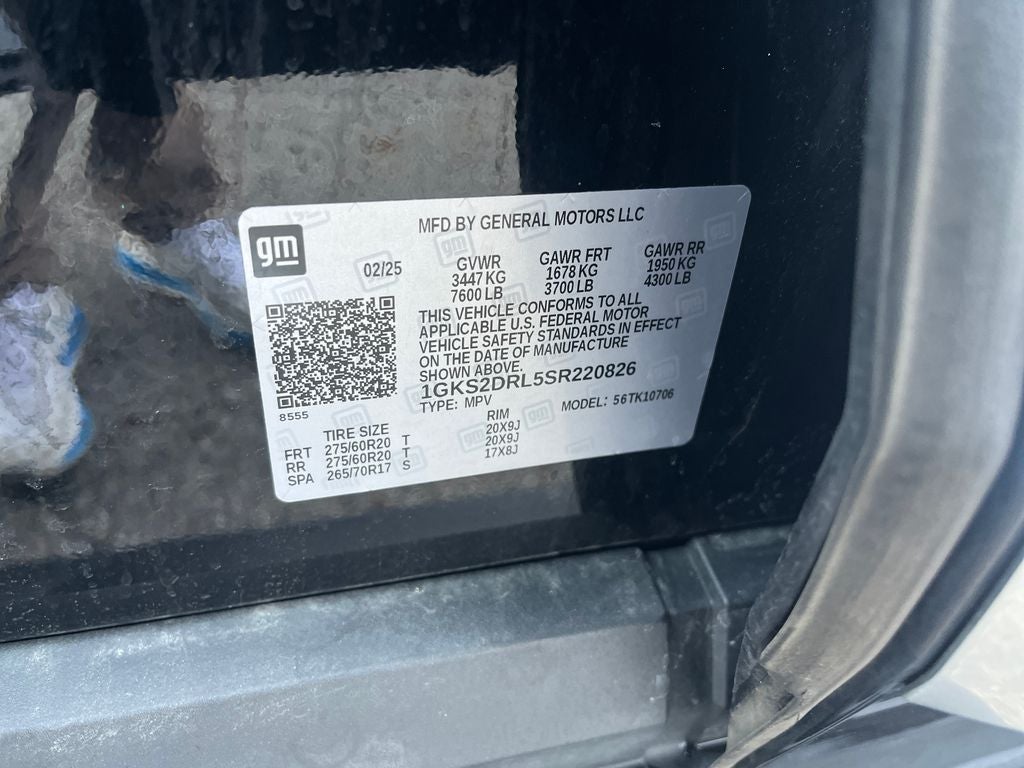 MFD BY GENERAL MOTORS LLC
gm
02/25
GVWR GAWR FRT GAWR RR
3447 KG 1678 KG 1950 KG
7600 LB 3700 LB 4300 LB
THIS VEHICLE CONFORMS TO ALL
APPLICABLE U.S. FEDERAL MOTOR
VEHICLE SAFETY STANDARDS IN EFFECT
ON THE DATE OF MANUFACTURE
SHOWN ABOVE.
1GKS2DRL5SR220826
TYPE: MPV MODEL: 56TK10706
8555
TIRE SIZE RIM
FRT 275/60R20 T 20X9J
RR 275/60R20 T 20X9J
SPA 265/70R17 S 17X8J